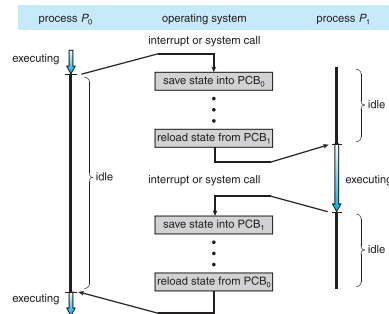 process P0
operating system
process P1
interrupt or system call
executing
save state into PCB0
idle
reload state from PCB1
idle
interrupt or system call
executing
save state into PCB1
idle
reload state from PCB0
executing